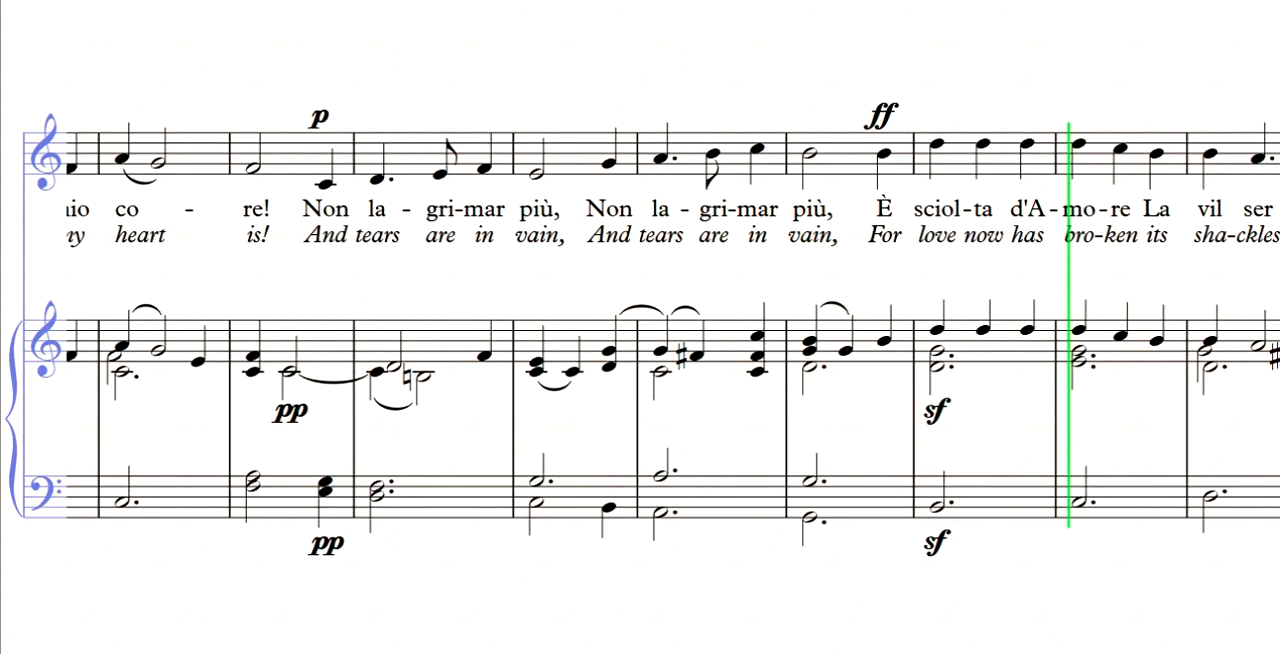 p ff
io co - re! Non la - gri-mar più, Non la - gri-mar più, È sciol-ta d'A-mo-re La vil ser
y heart is! And tears are in vain, And tears are in vain, For love now has bro-ken its sha-ckles
pp sf
pp sf